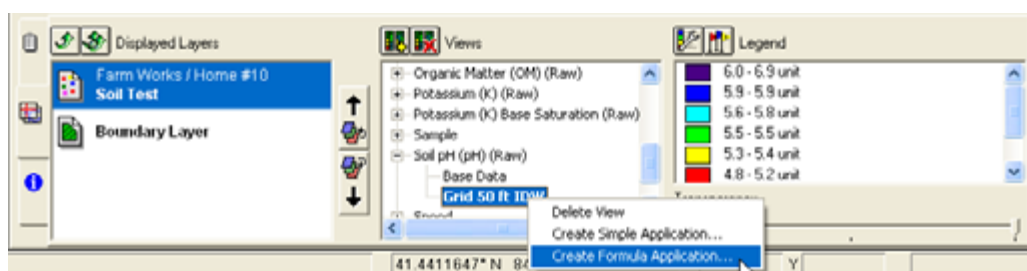 Displayed Layers
Farm Works / Home #10
Soil Test
Boundary Layer
Views
Organic Matter (OM) (Raw)
Potassium (K) (Raw)
Potassium (K) Base Saturation (Raw)
Sample
Soil pH (pH) (Raw)
Base Data
Grid 50 ft IDW
Speed
Legend
6.0 - 6.9 unit
5.9 - 5.9 unit
5.6 - 5.8 unit
5.5 - 5.5 unit
5.3 - 5.4 unit
4.8 - 5.2 unit
Transparency
Delete View
Create Simple Application...
Create Formula Application...
41.4411647° N 84
Y